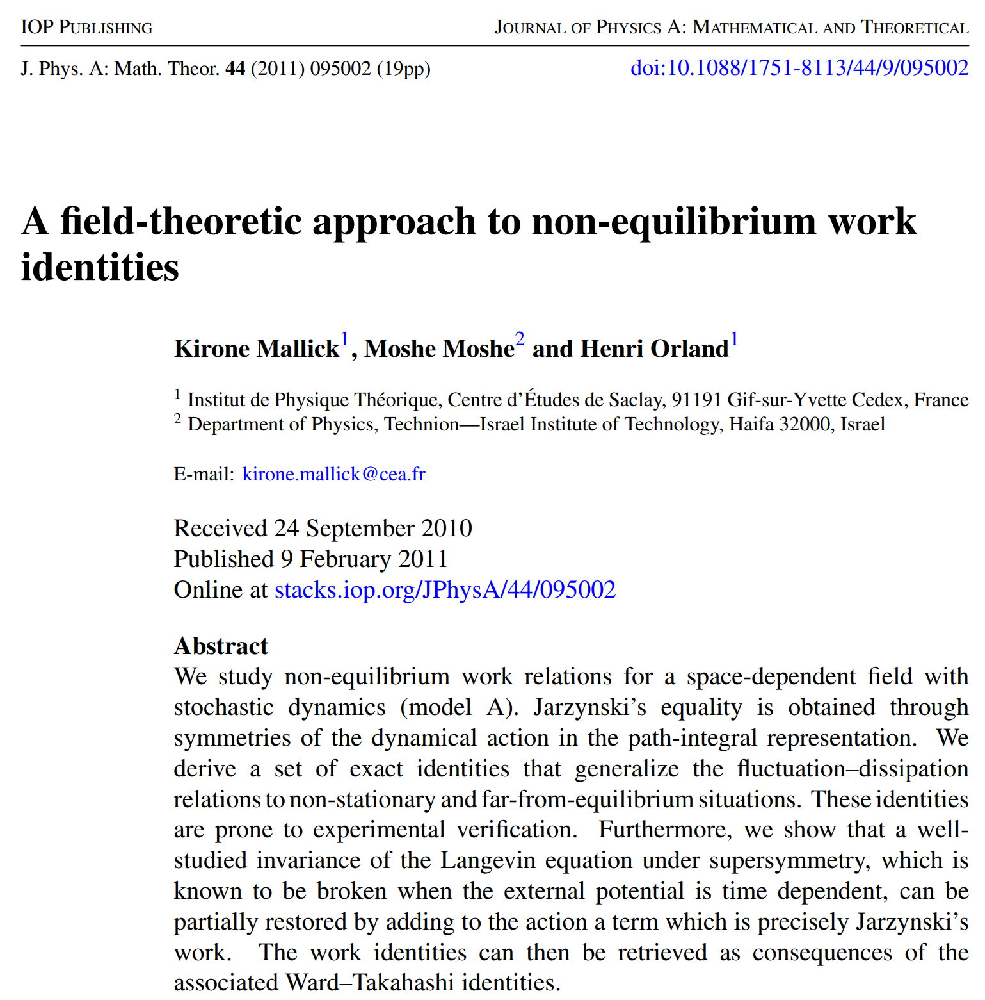 IOP PUBLISHING
JOURNAL OF PHYSICS A: MATHEMATICAL AND THEORETICAL
J. Phys. A: Math. Theor. 44 (2011) 095002 (19pp)
doi:10.1088/1751-8113/44/9/095002
A field-theoretic approach to non-equilibrium work
identities
Kirone Mallick1, Moshe Moshe2 and Henri Orland1
1 Institut de Physique Théorique, Centre d'Études de Saclay, 91191 Gif-sur-Yvette Cedex, France
2 Department of Physics, Technion—Israel Institute of Technology, Haifa 32000, Israel
E-mail: kirone.mallick@cea.fr
Received 24 September 2010
Published 9 February 2011
Online at stacks.iop.org/JPhysA/44/095002
Abstract
We study non-equilibrium work relations for a space-dependent field with
stochastic dynamics (model A). Jarzynski's equality is obtained through
symmetries of the dynamical action in the path-integral representation. We
derive a set of exact identities that generalize the fluctuation–dissipation
relations to non-stationary and far-from-equilibrium situations. These identities
are prone to experimental verification. Furthermore, we show that a well-
studied invariance of the Langevin equation under supersymmetry, which is
known to be broken when the external potential is time dependent, can be
partially restored by adding to the action a term which is precisely Jarzynski's
work. The work identities can then be retrieved as consequences of the
associated Ward–Takahashi identities.